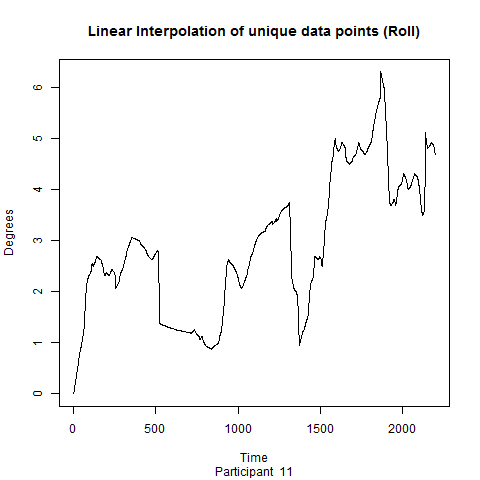 Linear Interpolation of unique data points (Roll)
6
5
4
3
2
1
0
Degrees
0 500 1000 1500 2000
Time
Participant 11